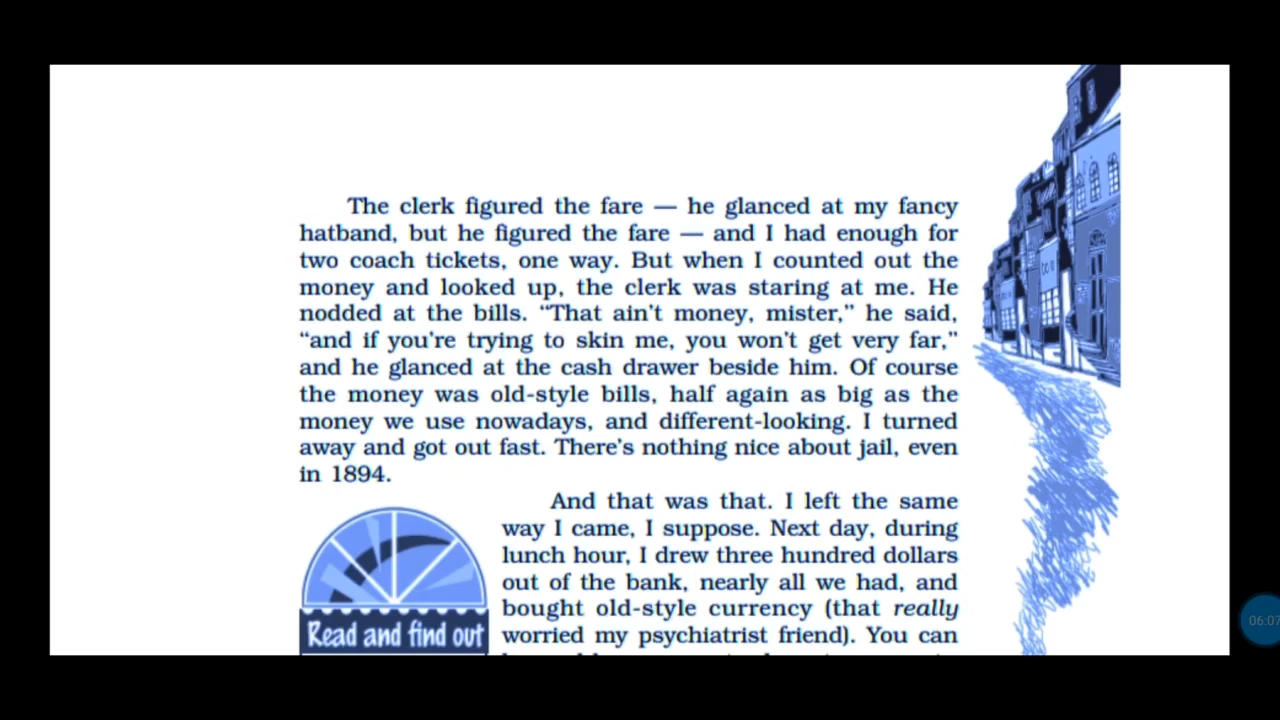 The clerk figured the fare — he glanced at my fancy
hatband, but he figured the fare — and I had enough for
two coach tickets, one way. But when I counted out the
money and looked up, the clerk was staring at me. He
nodded at the bills. “That ain’t money, mister,” he said,
“and if you’re trying to skin me, you won’t get very far,”
and he glanced at the cash drawer beside him. Of course
the money was old-style bills, half again as big as the
money we use nowadays, and different-looking. I turned
away and got out fast. There’s nothing nice about jail, even
in 1894.
And that was that. I left the same
way I came, I suppose. Next day, during
lunch hour, I drew three hundred dollars
out of the bank, nearly all we had, and
bought old-style currency (that really
worried my psychiatrist friend). You can
Read and find out
06:07